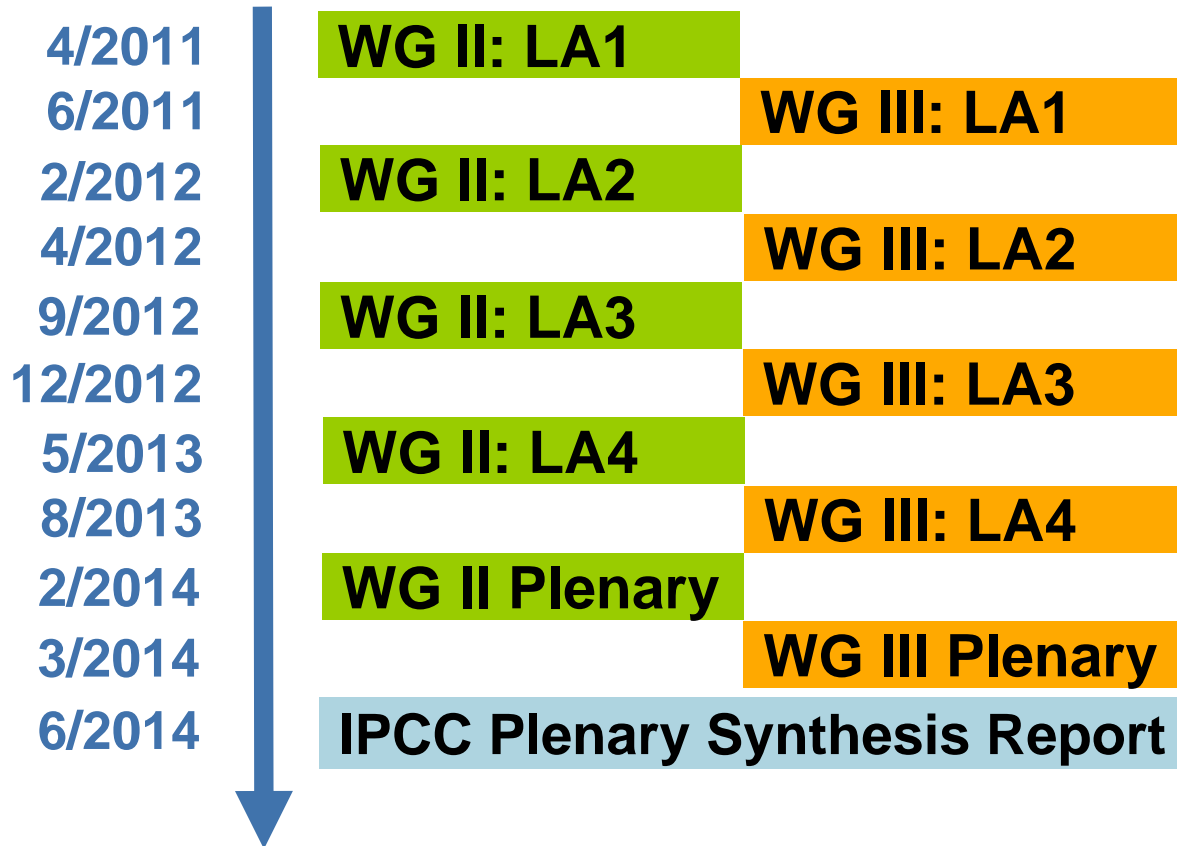 4/2011 WG II: LA1
6/2011 WG III: LA1
2/2012 WG II: LA2
4/2012 WG III: LA2
9/2012 WG II: LA3
12/2012 WG III: LA3
5/2013 WG II: LA4
8/2013 WG III: LA4
2/2014 WG II Plenary
3/2014 WG III Plenary
6/2014 IPCC Plenary Synthesis Report